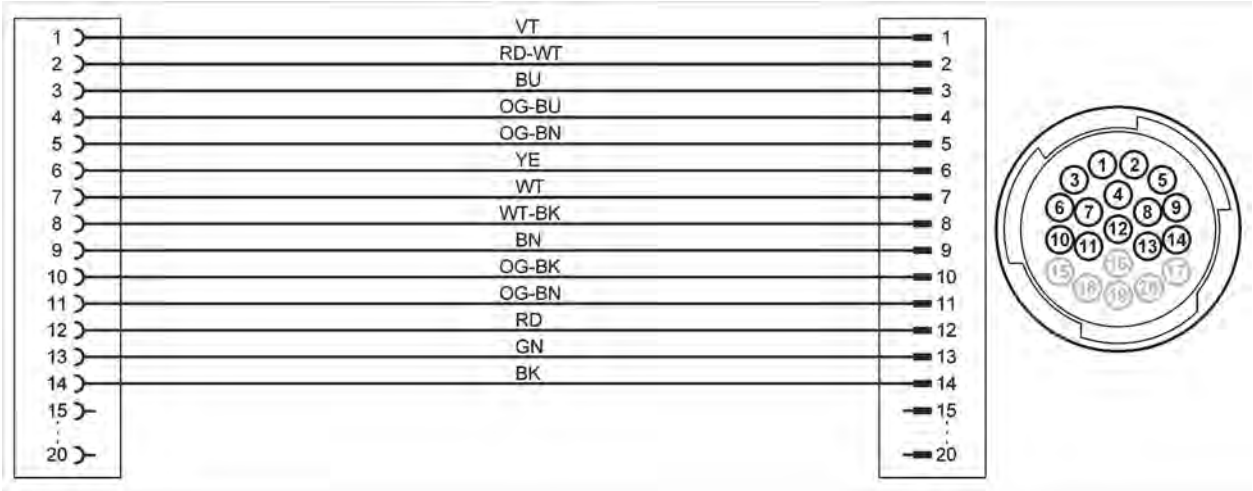 1 VT 1
2 RD-WT 2
3 BU 3
4 OG-BU 4
5 OG-BN 5
6 YE 6
7 WT 7
8 WT-BK 8
9 BN 9
10 OG-BK 10
11 OG-BN 11
12 RD 12
13 GN 13
14 BK 14
15 15
20 20
1 2
3 5
4
6 7 8 9
12
10 11 13 14
15 16 17
18 19 20